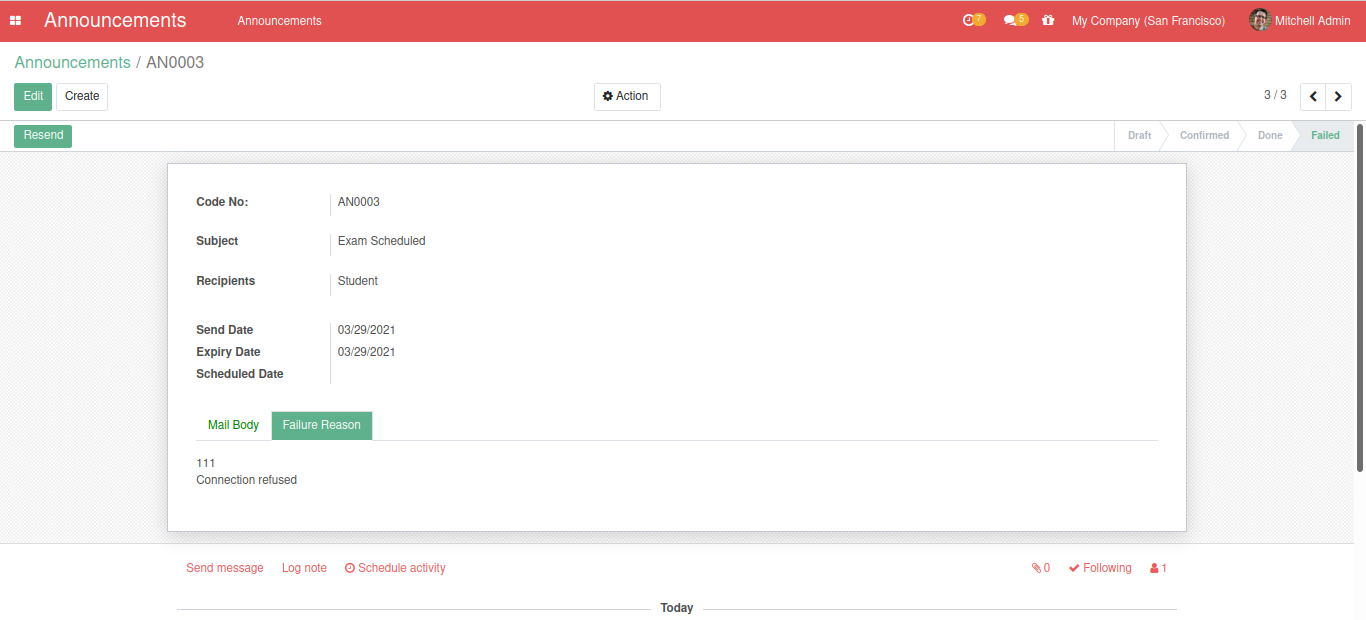 Announcements Announcements 7 5 My Company (San Francisco) Mitchell Admin
Announcements / AN0003
Edit Create Action 3 / 3
Resend Draft Confirmed Done Failed
Code No: AN0003
Subject Exam Scheduled
Recipients Student
Send Date 03/29/2021
Expiry Date 03/29/2021
Scheduled Date
Mail Body Failure Reason
111
Connection refused
Send message Log note Schedule activity 0 Following 1
Today